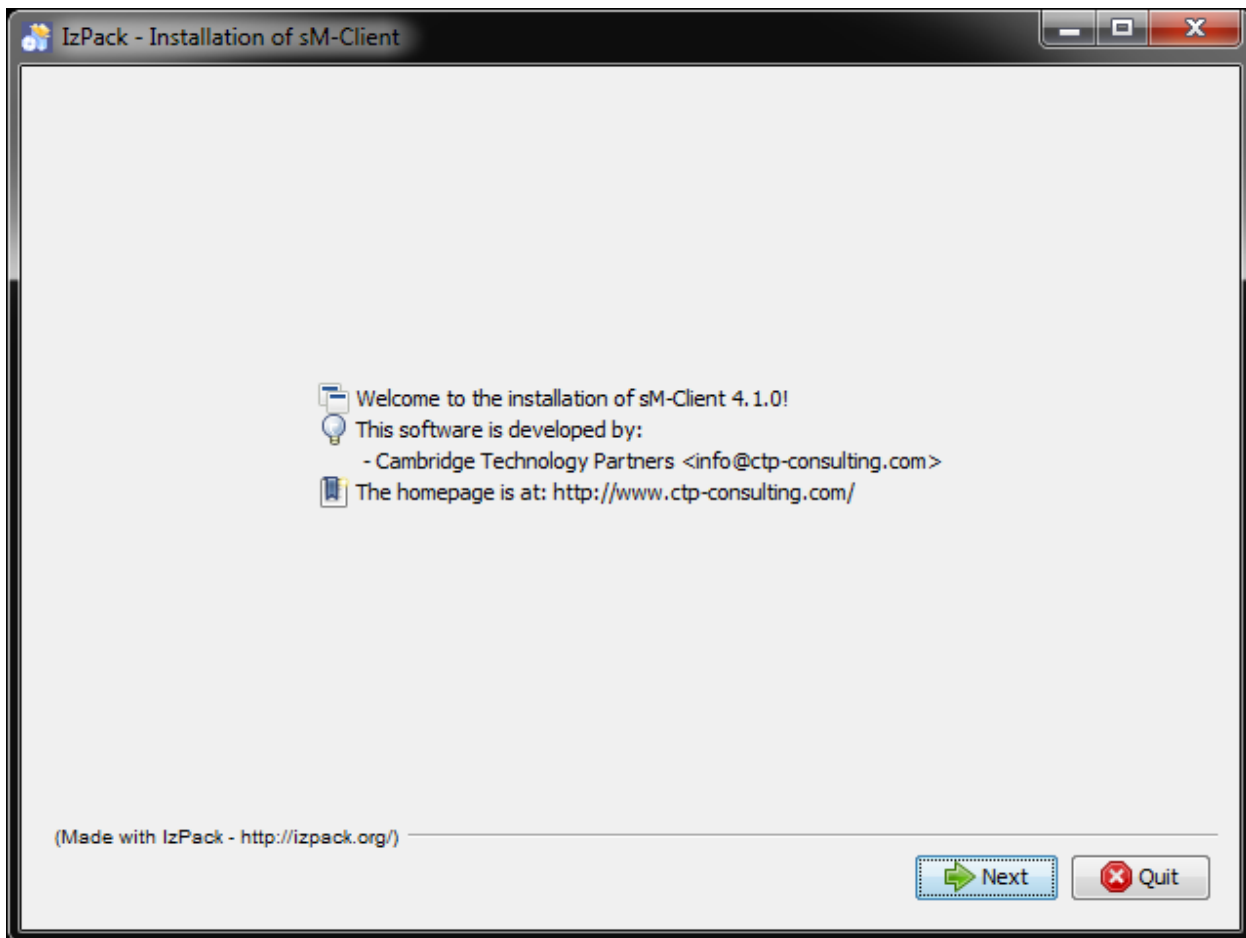 IzPack - Installation of sM-Client
Welcome to the installation of sM-Client 4.1.0!
This software is developed by:
- Cambridge Technology Partners <info@ctp-consulting.com>
The homepage is at: http://www.ctp-consulting.com/
(Made with IzPack - http://izpack.org/)
Next
Quit